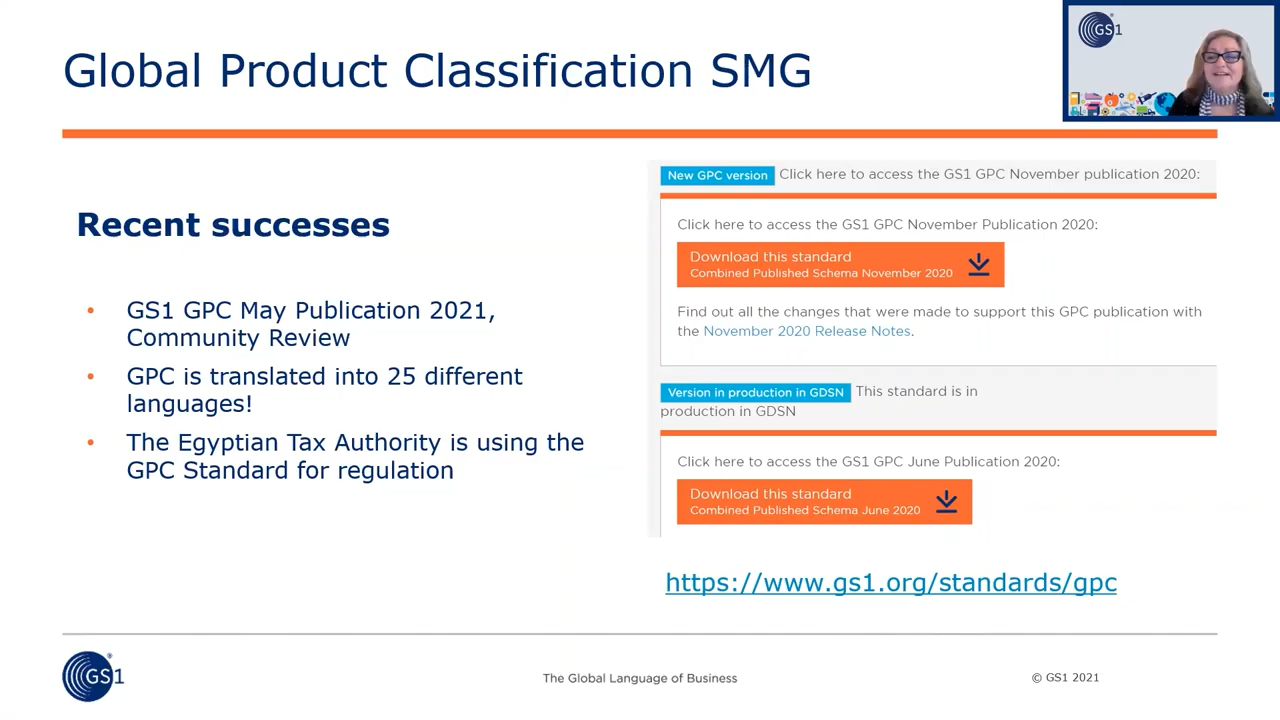 Global Product Classification SMG
GS1
Recent successes
• GS1 GPC May Publication 2021,
Community Review
• GPC is translated into 25 different
languages!
• The Egyptian Tax Authority is using the
GPC Standard for regulation
New GPC version Click here to access the GS1 GPC November publication 2020:
Click here to access the GS1 GPC November Publication 2020:
Download this standard
Combined Published Schema November 2020
Find out all the changes that were made to support this GPC publication with
the November 2020 Release Notes.
Version in production in GDSN This standard is in
production in GDSN
Click here to access the GS1 GPC June Publication 2020:
Download this standard
Combined Published Schema June 2020
https://www.gs1.org/standards/gpc
GS1 ®
The Global Language of Business
© GS1 2021